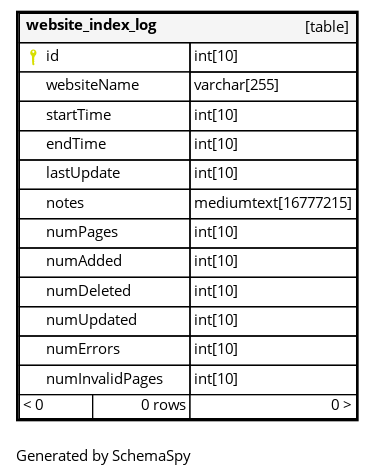 website_index_log [table]
id int[10]
websiteName varchar[255]
startTime int[10]
endTime int[10]
lastUpdate int[10]
notes mediumtext[16777215]
numPages int[10]
numAdded int[10]
numDeleted int[10]
numUpdated int[10]
numErrors int[10]
numInvalidPages int[10]
< 0 0 rows 0 >
Generated by SchemaSpy